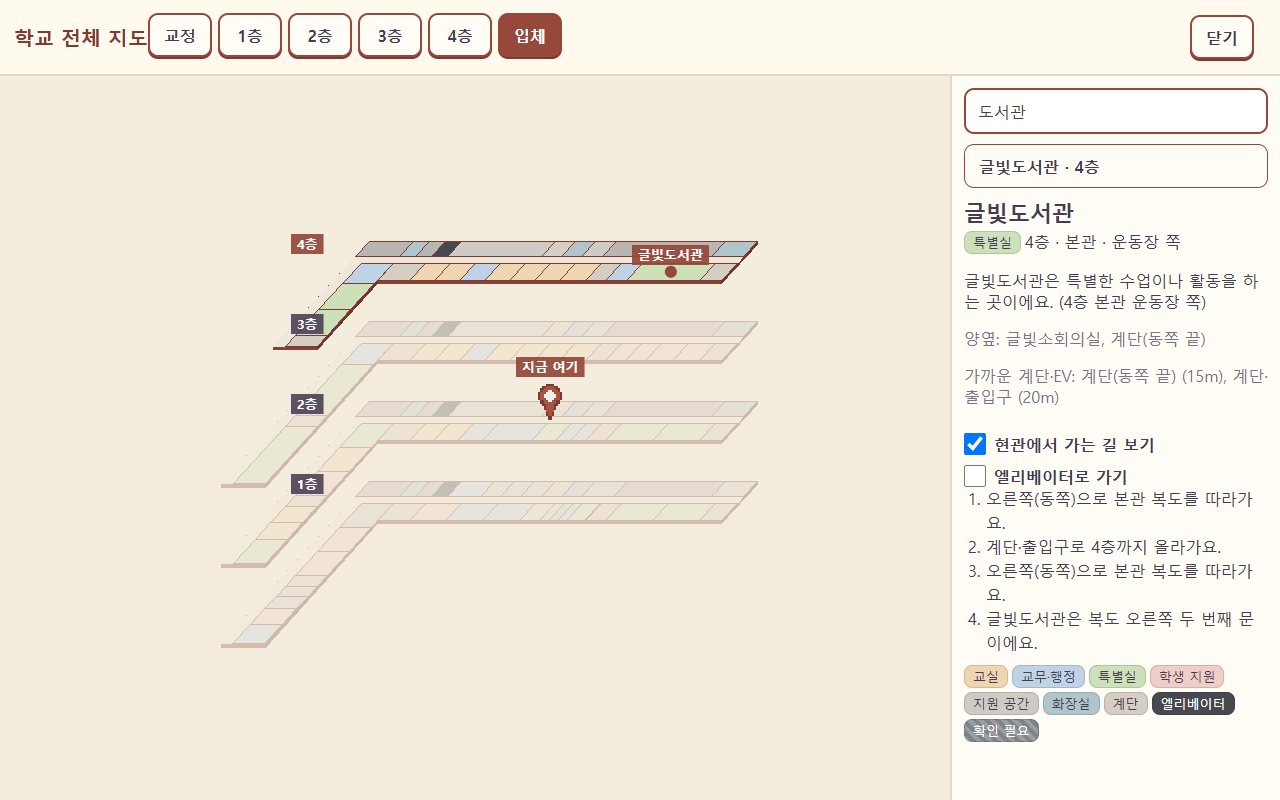 학교 전체 지도
교정
1층
2층
3층
4층
입체
닫기
4층
글빛도서관
3층
지금 여기
2층
1층
도서관
글빛도서관 · 4층
글빛도서관
특별실 4층 · 본관 · 운동장 쪽
글빛도서관은 특별한 수업이나 활동을 하
는 곳이에요. (4층 본관 운동장 쪽)
양옆: 글빛소회의실, 계단(동쪽 끝)
가까운 계단·EV: 계단(동쪽 끝) (15m), 계단·
출입구 (20m)
현관에서 가는 길 보기
엘리베이터로 가기
1. 오른쪽(동쪽)으로 본관 복도를 따라가
요.
2. 계단·출입구로 4층까지 올라가요.
3. 오른쪽(동쪽)으로 본관 복도를 따라가
요.
4. 글빛도서관은 복도 오른쪽 두 번째 문
이에요.
교실 교무·행정 특별실 학생 지원
지원 공간 화장실 계단 엘리베이터
확인 필요